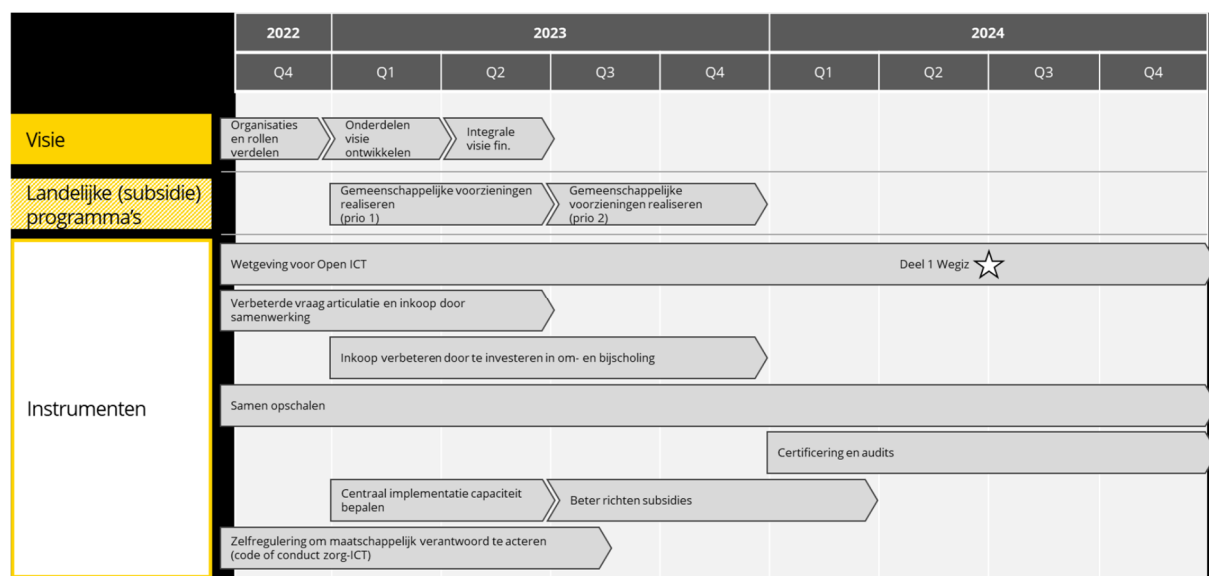 2022
2023
2024
Q4
Q1
Q2
Q3
Q4
Q1
Q2
Q3
Q4
Visie
Organisaties
en rollen
verdelen
Onderdelen
visie
ontwikkelen
Integrale
visie fin.
Landelijke (subsidie)
programma's
Gemeenschappelijke voorzieningen
realiseren
(prio 1)
Gemeenschappelijke
voorzieningen realiseren
(prio 2)
Instrumenten
Wetgeving voor Open ICT
Deel 1 Wegiz
Verbeterde vraag articulatie en inkoop door
samenwerking
Inkoop verbeteren door te investeren in om- en bijscholing
Samen opschalen
Certificering en audits
Centraal implementatie capaciteit
bepalen
Beter richten subsidies
Zelfregulering om maatschappelijk verantwoord te acteren
(code of conduct zorg-ICT)